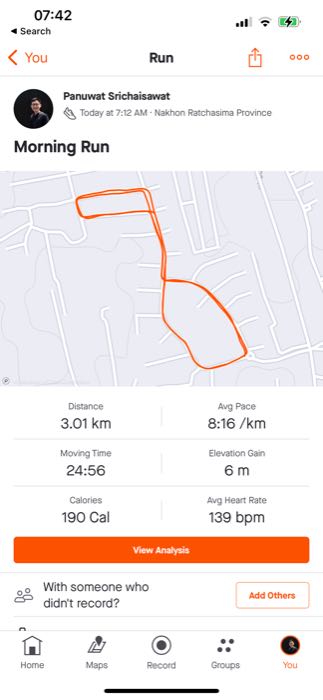 07:42
Search
You
Run
Panuwat Srichaisawat
Today at 7:12 AM · Nakhon Ratchasima Province
Morning Run
Distance
Avg Pace
3.01 km
8:16 /km
Moving Time
Elevation Gain
24:56
6 m
Calories
Avg Heart Rate
190 Cal
139 bpm
View Analysis
With someone who
didn't record?
Add Others
Home
Maps
Record
Groups
You